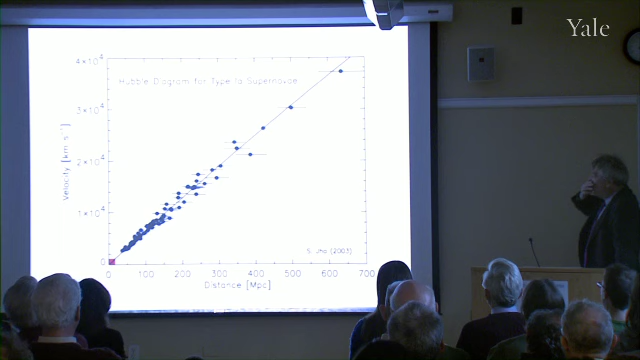 Yale
4×10⁴
Hubble Diagram for Type Ia Supernovae
3×10⁴
Velocity [km s⁻¹]
2×10⁴
1×10⁴
S. Jha (2003)
0
0 100 200 300 400 500 600 700
Distance [Mpc]